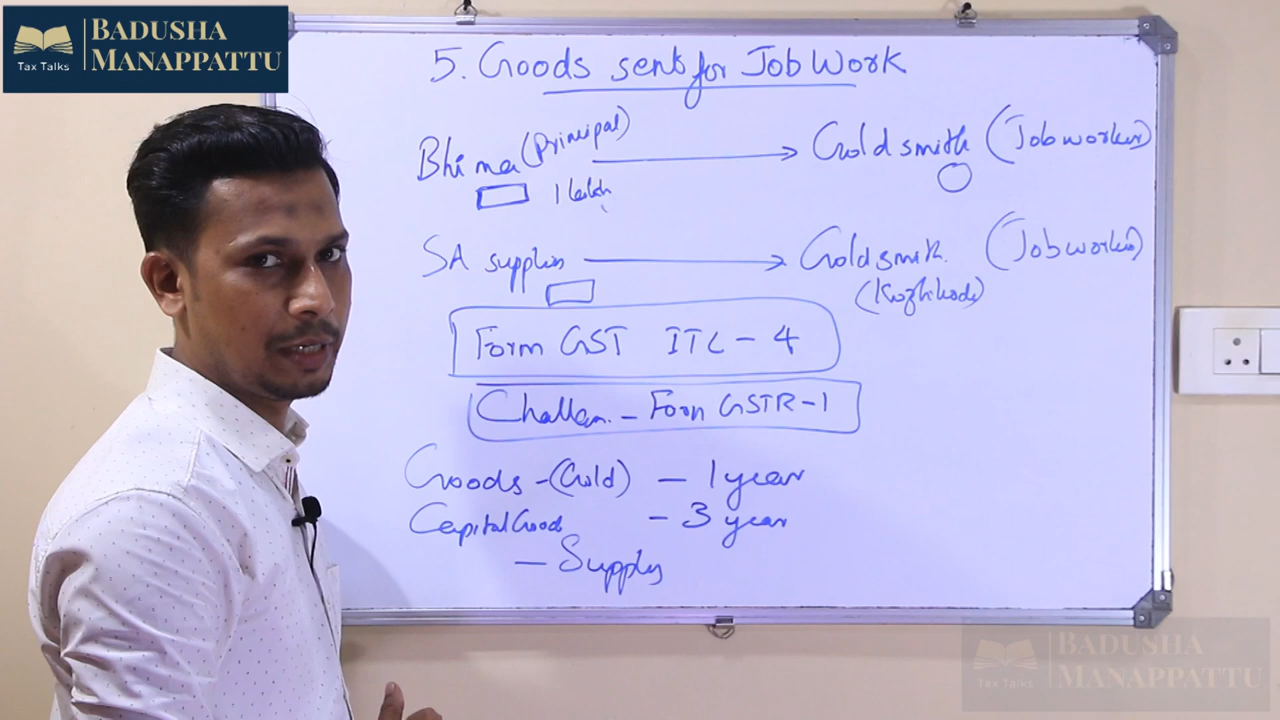 BADUSHA
MANAPPATTU
Tax Talks
5. Goods sent for Job Work
Bhima (Principal) → Goldsmith (Job worker)
1 lakh
SA supplies → Goldsmith (Job worker)
(Kozhikode)
Form GST ITC - 4
Challan - Form GSTR-1
Goods - (Gold) - 1 year
Capital Goods - 3 year
- Supply
BADUSHA
MANAPPATTU
Tax Talks